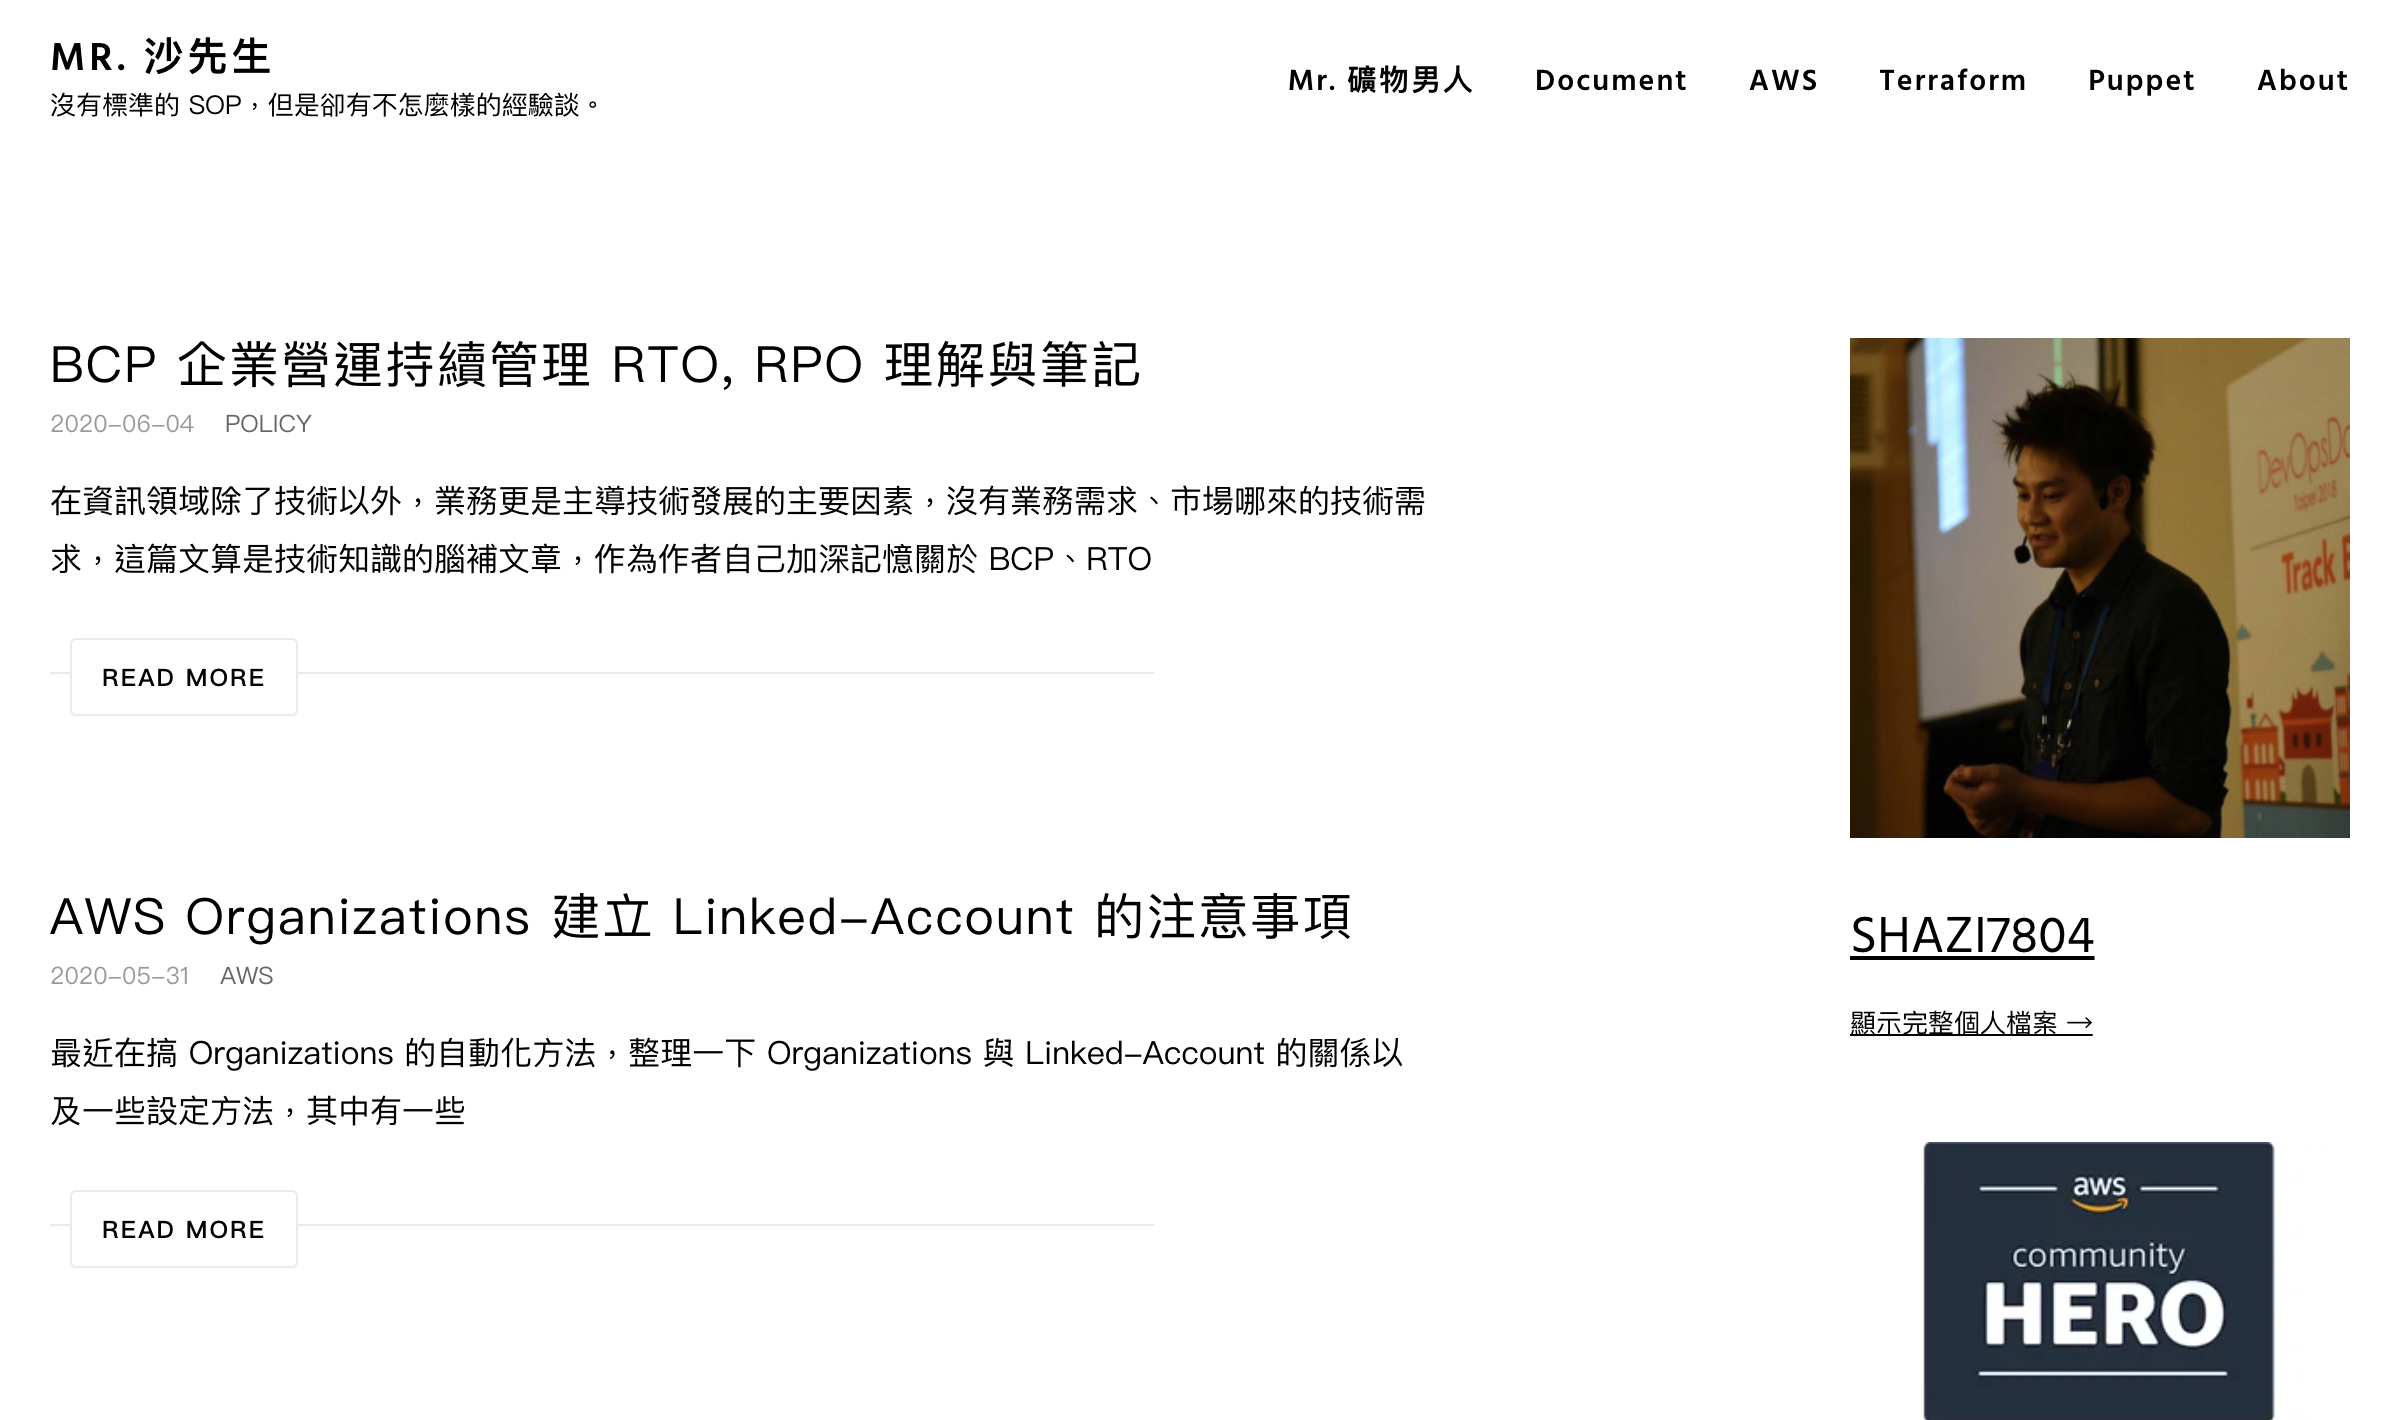 MR. 沙先生
沒有標準的 SOP，但是卻有不怎麼樣的經驗談。
Mr. 礦物男人 Document AWS Terraform Puppet About
BCP 企業營運持續管理 RTO, RPO 理解與筆記
2020-06-04 POLICY
在資訊領域除了技術以外，業務更是主導技術發展的主要因素，沒有業務需求、市場哪來的技術需
求，這篇文算是技術知識的腦補文章，作為作者自己加深記憶關於 BCP、RTO
READ MORE
AWS Organizations 建立 Linked-Account 的注意事項
2020-05-31 AWS
最近在搞 Organizations 的自動化方法，整理一下 Organizations 與 Linked-Account 的關係以
及一些設定方法，其中有一些
READ MORE
DevOpsD
Taipei 2018
Track
SHAZI7804
顯示完整個人檔案 →
aws
community
HERO